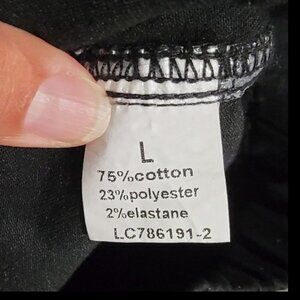 L
75%cotton
23%polyester
2%elastane
LC786191-2